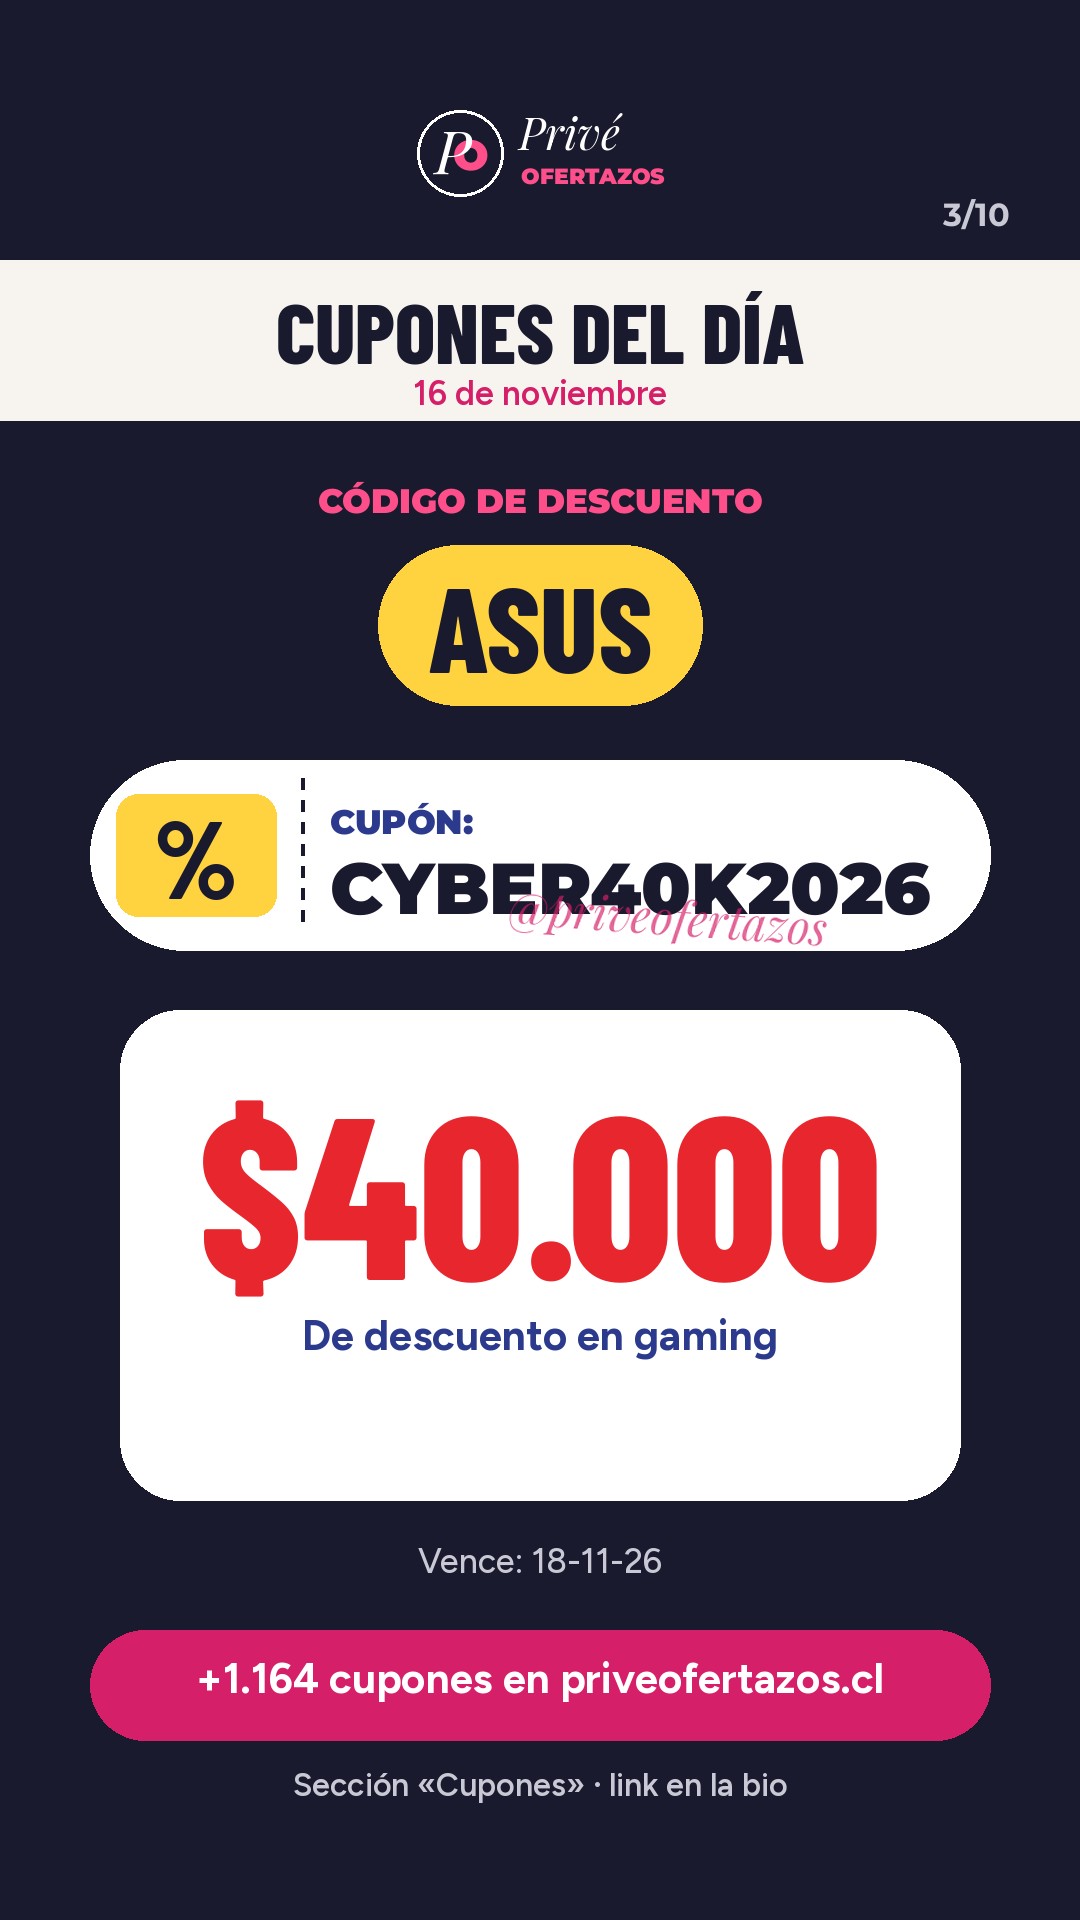 Po
Privé
OFERTAZOS
3/10
CUPONES DEL DÍA
16 de noviembre
CÓDIGO DE DESCUENTO
ASUS
%
CUPÓN:
CYBER40K2026
@priveofertazos
$40.000
De descuento en gaming
Vence: 18-11-26
+1.164 cupones en priveofertazos.cl
Sección «Cupones» · link en la bio